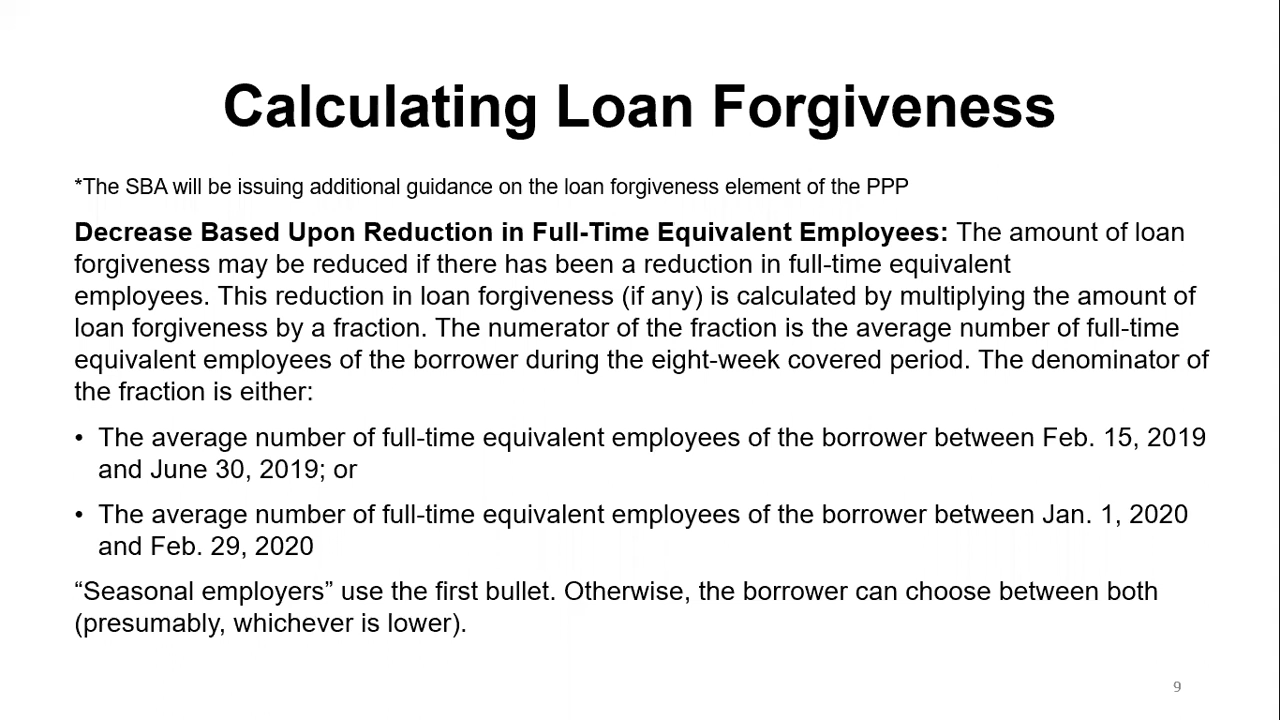 Calculating Loan Forgiveness
*The SBA will be issuing additional guidance on the loan forgiveness element of the PPP
Decrease Based Upon Reduction in Full-Time Equivalent Employees: The amount of loan
forgiveness may be reduced if there has been a reduction in full-time equivalent
employees. This reduction in loan forgiveness (if any) is calculated by multiplying the amount of
loan forgiveness by a fraction. The numerator of the fraction is the average number of full-time
equivalent employees of the borrower during the eight-week covered period. The denominator of
the fraction is either:
• The average number of full-time equivalent employees of the borrower between Feb. 15, 2019
and June 30, 2019; or
• The average number of full-time equivalent employees of the borrower between Jan. 1, 2020
and Feb. 29, 2020
“Seasonal employers” use the first bullet. Otherwise, the borrower can choose between both
(presumably, whichever is lower).
9